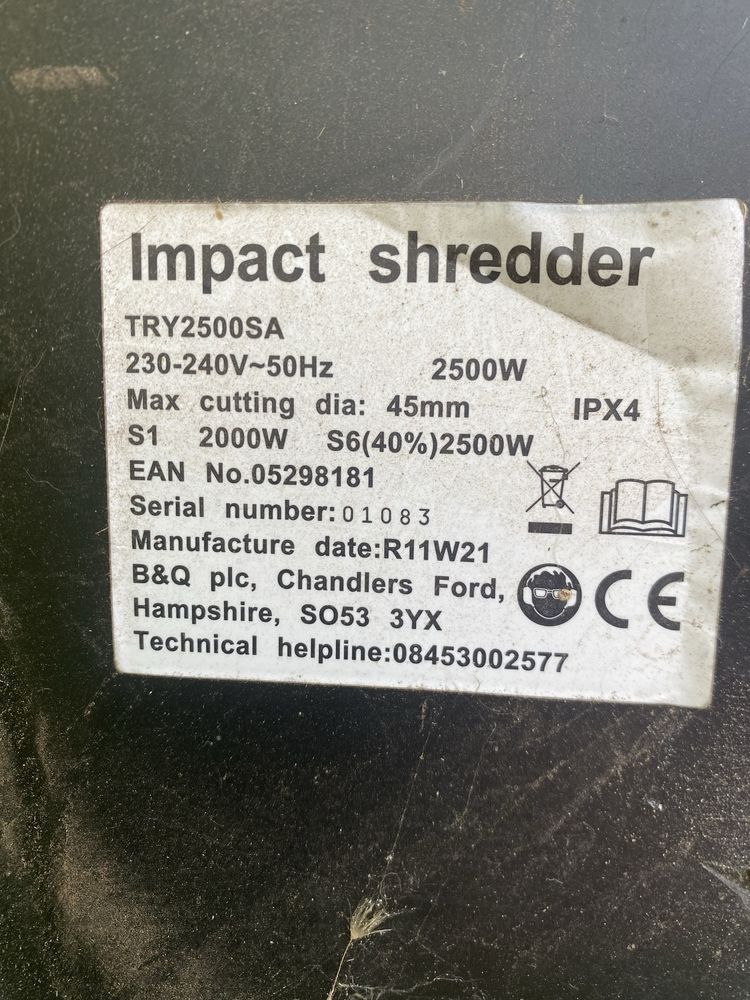 Impact shredder
TRY2500SA
230-240V~50Hz 2500W
Max cutting dia: 45mm IPX4
S1 2000W S6(40%)2500W
EAN No.05298181
Serial number:01083
Manufacture date:R11W21
B&Q plc, Chandlers Ford,
Hampshire, SO53 3YX
Technical helpline:08453002577
CE